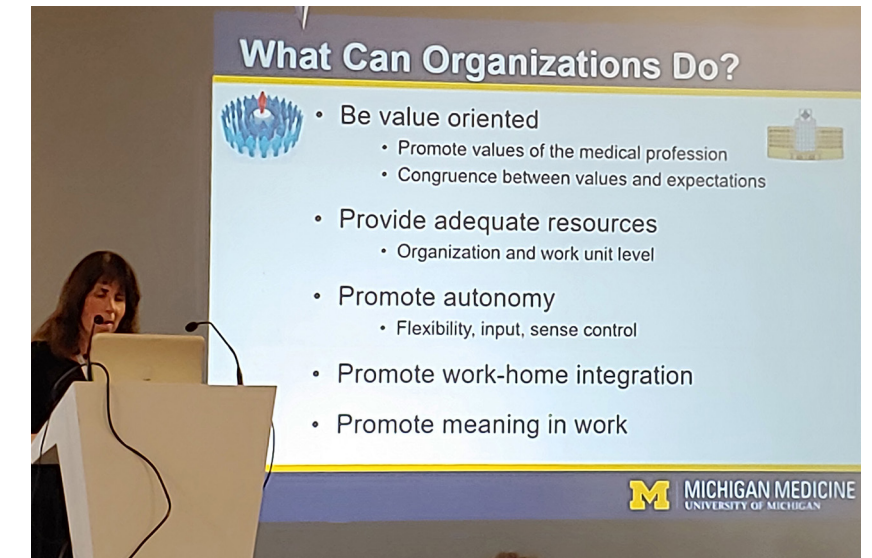 What Can Organizations Do?
• Be value oriented
• Promote values of the medical profession
• Congruence between values and expectations
• Provide adequate resources
• Organization and work unit level
• Promote autonomy
• Flexibility, input, sense control
• Promote work-home integration
• Promote meaning in work
M MICHIGAN MEDICINE
UNIVERSITY OF MICHIGAN